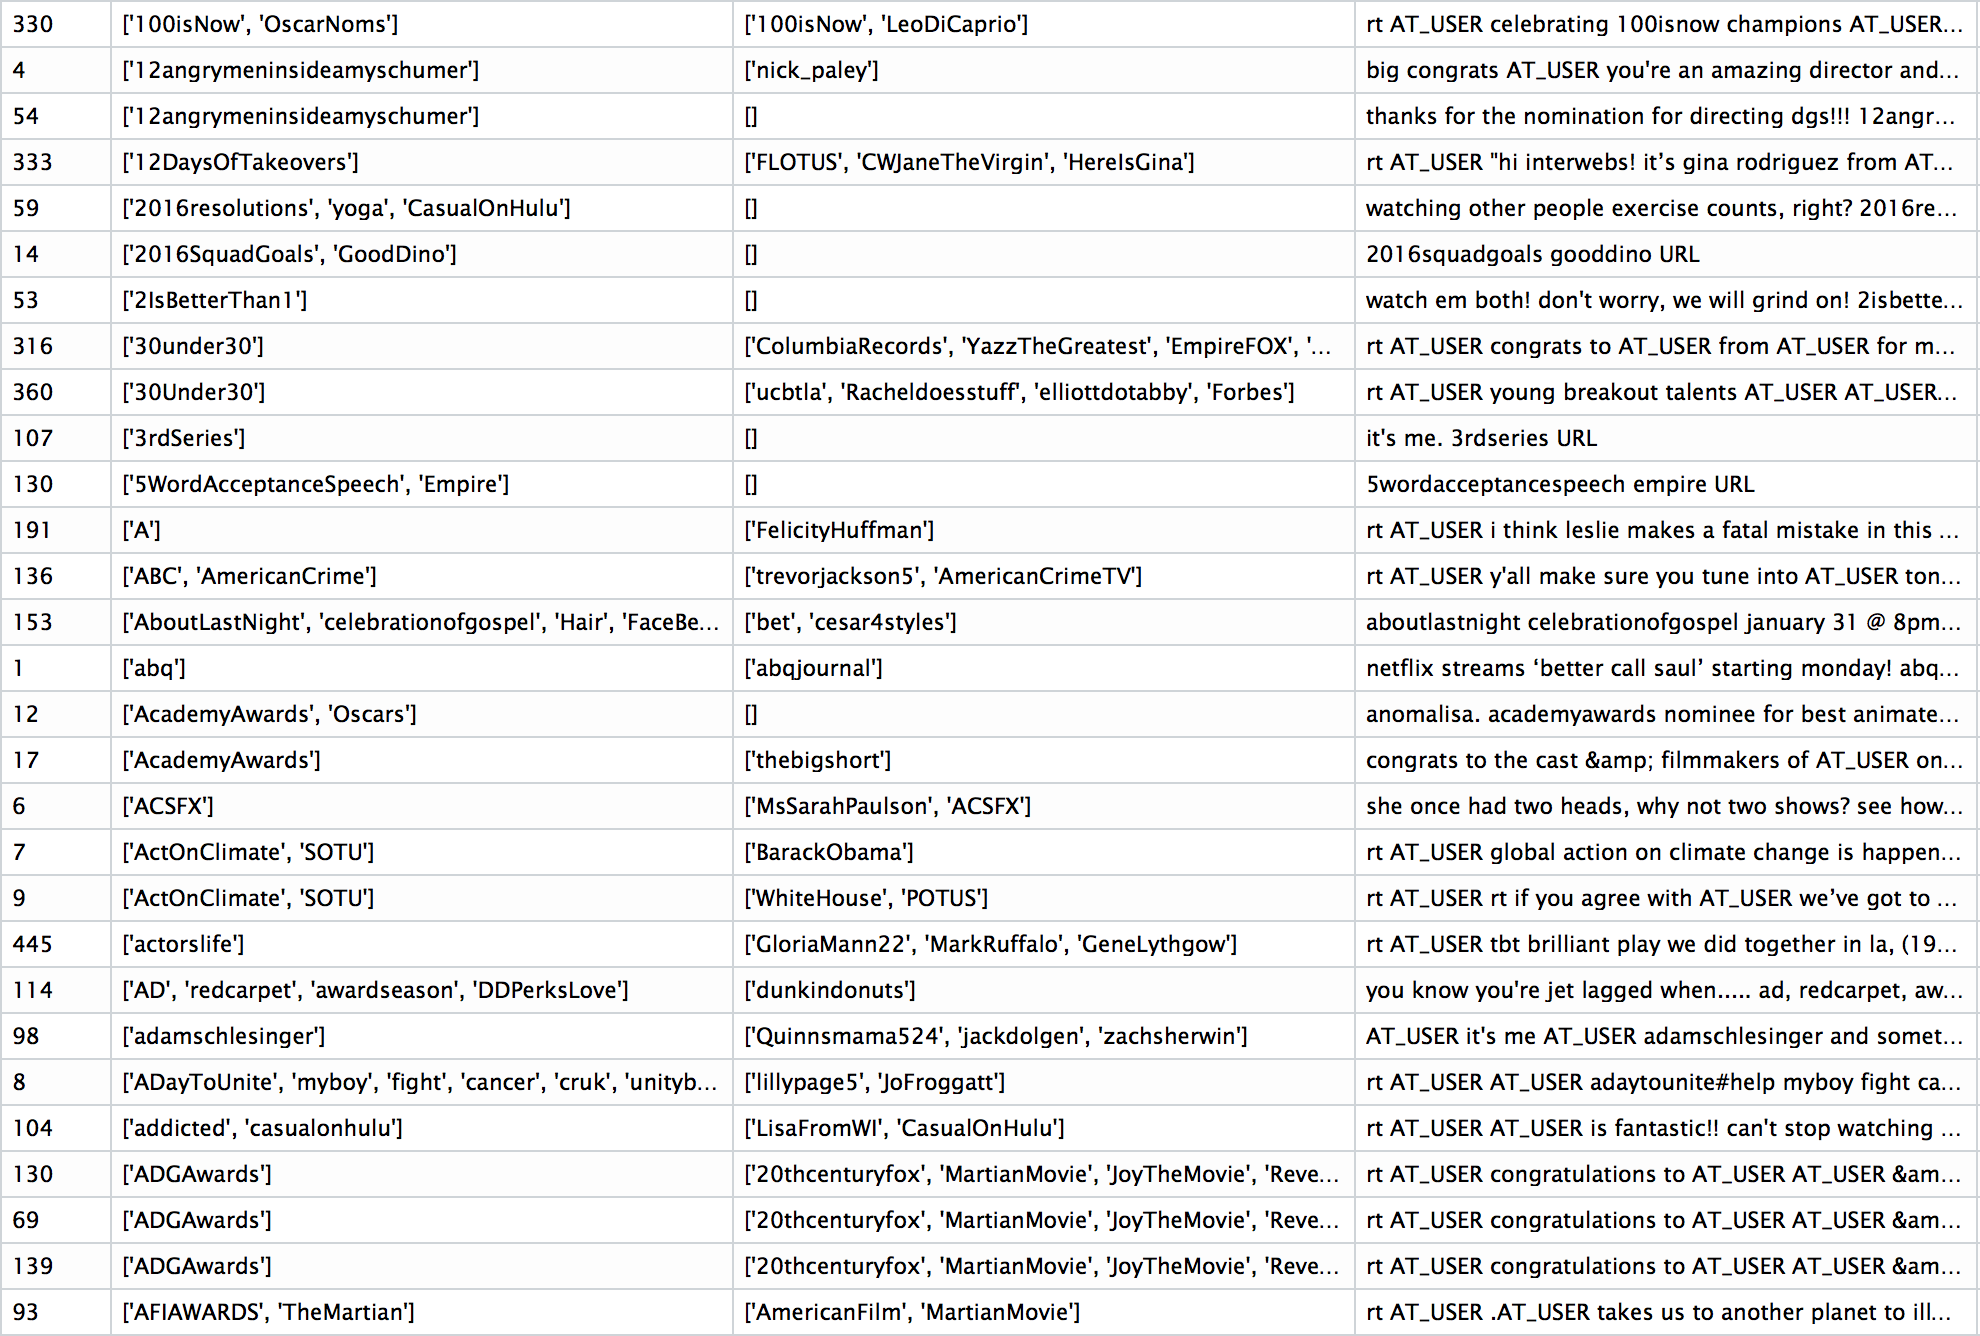 330 ['100isNow', 'OscarNoms'] ['100isNow', 'LeoDiCaprio'] rt AT_USER celebrating 100isnow champions AT_USER...
4 ['12angrymeninsideamyschumer'] ['nick_paley'] big congrats AT_USER you're an amazing director and...
54 ['12angrymeninsideamyschumer'] [] thanks for the nomination for directing dgs!!! 12angr...
333 ['12DaysOfTakeovers'] ['FLOTUS', 'CWJaneTheVirgin', 'HereIsGina'] rt AT_USER "hi interwebs! it’s gina rodriguez from AT...
59 ['2016resolutions', 'yoga', 'CasualOnHulu'] [] watching other people exercise counts, right? 2016re...
14 ['2016SquadGoals', 'GoodDino'] [] 2016squadgoals gooddino URL
53 ['2IsBetterThan1'] [] watch em both! don't worry, we will grind on! 2isbette...
316 ['30under30'] ['ColumbiaRecords', 'YazzTheGreatest', 'EmpireFOX', '... rt AT_USER congrats to AT_USER from AT_USER for m...
360 ['30Under30'] ['ucbtla', 'Racheldoesstuff', 'elliottdotabby', 'Forbes'] rt AT_USER young breakout talents AT_USER AT_USER...
107 ['3rdSeries'] [] it's me. 3rdseries URL
130 ['5WordAcceptanceSpeech', 'Empire'] [] 5wordacceptancespeech empire URL
191 ['A'] ['FelicityHuffman'] rt AT_USER i think leslie makes a fatal mistake in this ...
136 ['ABC', 'AmericanCrime'] ['trevorjackson5', 'AmericanCrimeTV'] rt AT_USER y'all make sure you tune into AT_USER ton...
153 ['AboutLastNight', 'celebrationofgospel', 'Hair', 'FaceBe... ['bet', 'cesar4styles'] aboutlastnight celebrationofgospel january 31 @ 8pm...
1 ['abq'] ['abqjournal'] netflix streams ‘better call saul’ starting monday! abq...
12 ['AcademyAwards', 'Oscars'] [] anomalisa. academyawards nominee for best animate...
17 ['AcademyAwards'] ['thebigshort'] congrats to the cast &amp; filmmakers of AT_USER on...
6 ['ACSFX'] ['MsSarahPaulson', 'ACSFX'] she once had two heads, why not two shows? see how...
7 ['ActOnClimate', 'SOTU'] ['BarackObama'] rt AT_USER global action on climate change is happen...
9 ['ActOnClimate', 'SOTU'] ['WhiteHouse', 'POTUS'] rt AT_USER rt if you agree with AT_USER we’ve got to ...
445 ['actorslife'] ['GloriaMann22', 'MarkRuffalo', 'GeneLythgow'] rt AT_USER tbt brilliant play we did together in la, (19...
114 ['AD', 'redcarpet', 'awardseason', 'DDPerksLove'] ['dunkindonuts'] you know you're jet lagged when..... ad, redcarpet, aw...
98 ['adamschlesinger'] ['Quinnsmama524', 'jackdolgen', 'zachsherwin'] AT_USER it's me AT_USER adamschlesinger and somet...
8 ['ADayToUnite', 'myboy', 'fight', 'cancer', 'cruk', 'unityb... ['lillypage5', 'JoFroggatt'] rt AT_USER AT_USER adaytounite#help myboy fight ca...
104 ['addicted', 'casualonhulu'] ['LisaFromWI', 'CasualOnHulu'] rt AT_USER AT_USER is fantastic!! can't stop watching ...
130 ['ADGAwards'] ['20thcenturyfox', 'MartianMovie', 'JoyTheMovie', 'Reve... rt AT_USER congratulations to AT_USER AT_USER &am...
69 ['ADGAwards'] ['20thcenturyfox', 'MartianMovie', 'JoyTheMovie', 'Reve... rt AT_USER congratulations to AT_USER AT_USER &am...
139 ['ADGAwards'] ['20thcenturyfox', 'MartianMovie', 'JoyTheMovie', 'Reve... rt AT_USER congratulations to AT_USER AT_USER &am...
93 ['AFIAWARDS', 'TheMartian'] ['AmericanFilm', 'MartianMovie'] rt AT_USER .AT_USER takes us to another planet to ill...